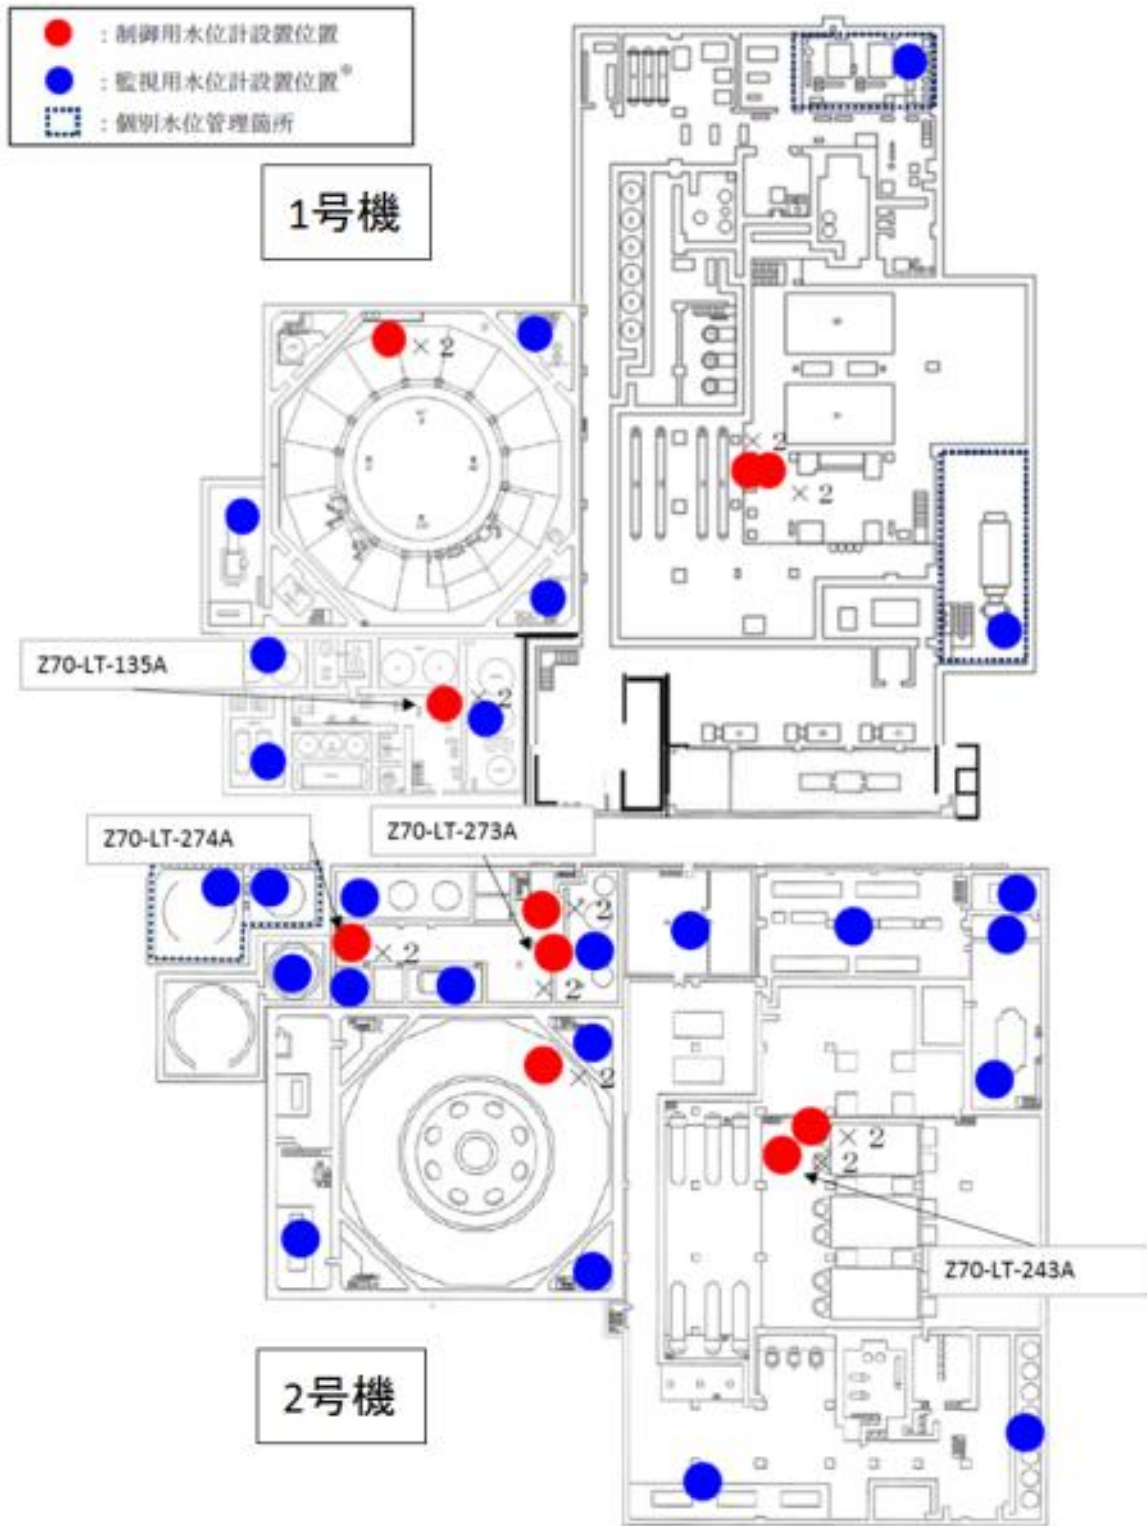 ：制御用水位計設置位置
：監視用水位計設置位置※
：個別水位管理箇所
1号機
× 2
× 2
× 2
Z70-LT-135A
× 2
Z70-LT-274A
Z70-LT-273A
× 2
× 2
× 2
× 2
× 2
× 2
Z70-LT-243A
2号機